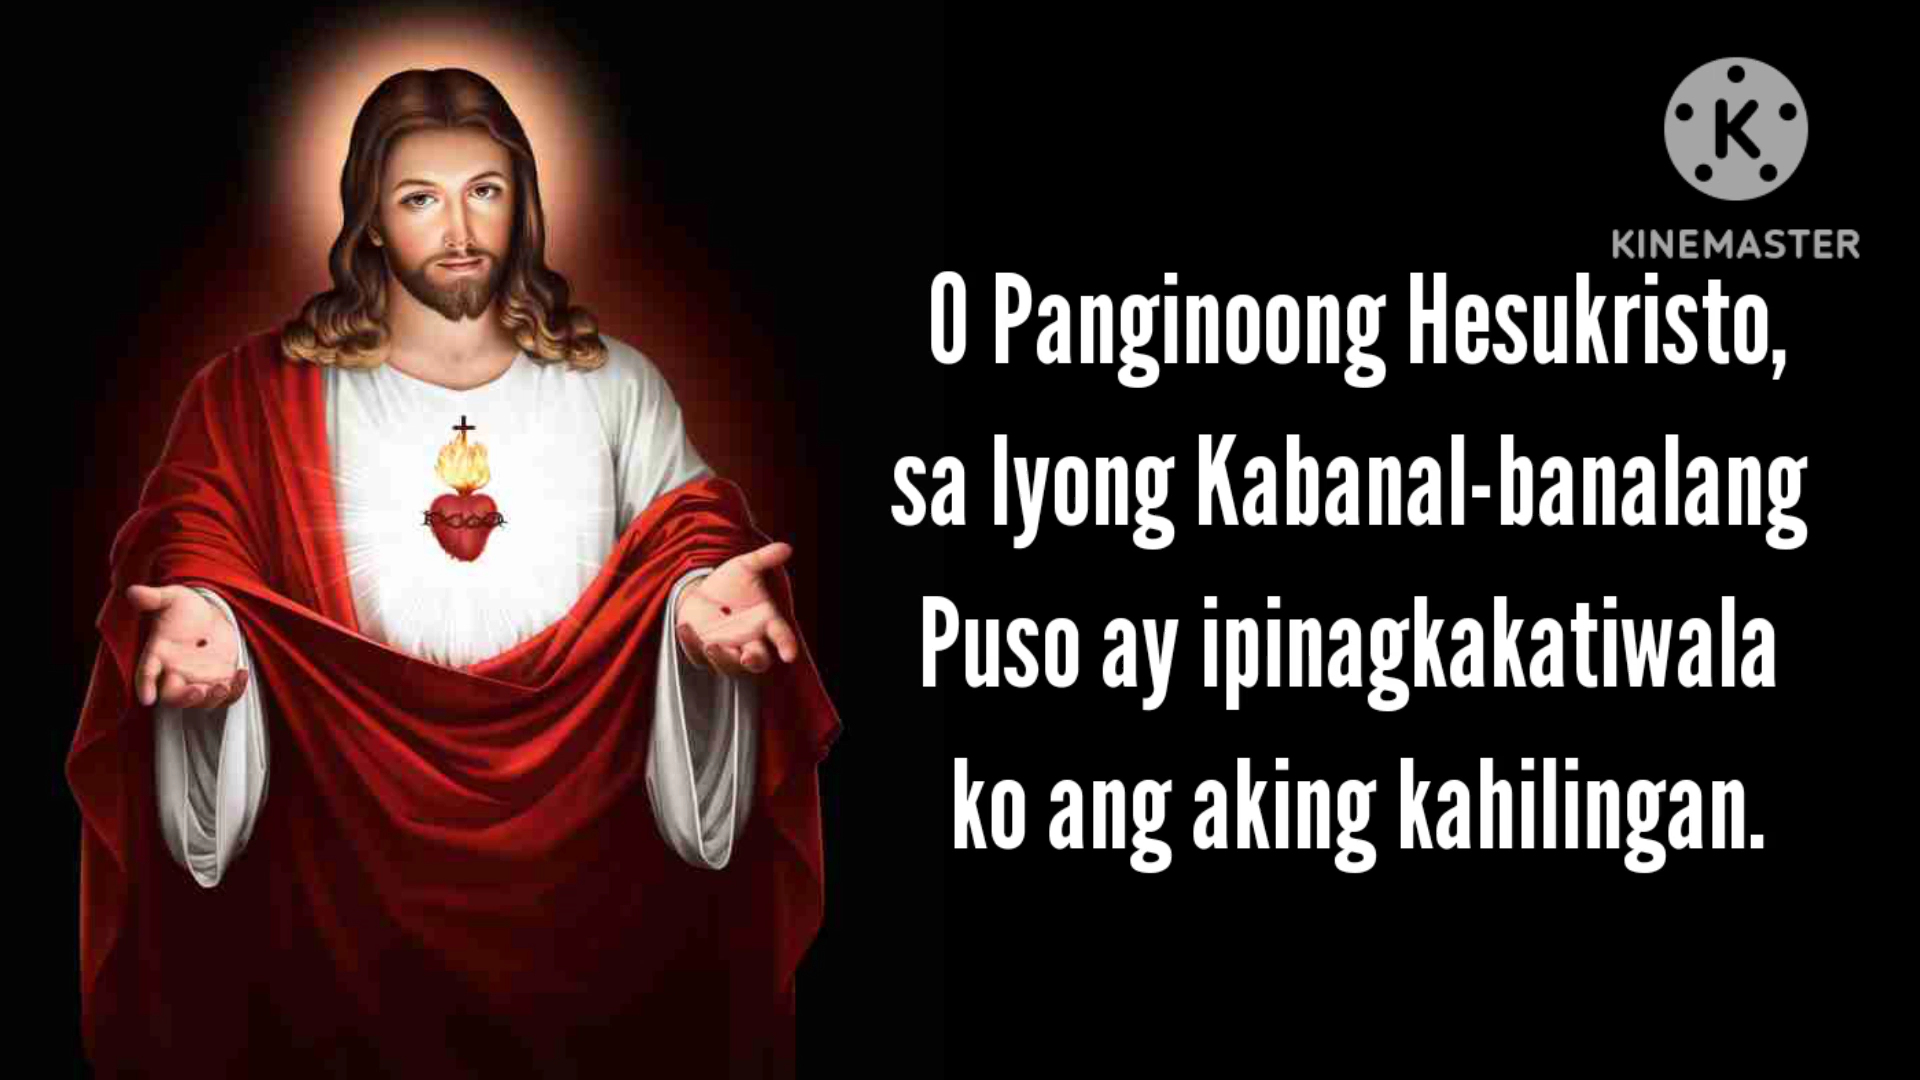 K
KINEMASTER
O Panginoong Hesukristo,
sa Iyong Kabanal-banalang
Puso ay ipinagkakatiwala
ko ang aking kahilingan.